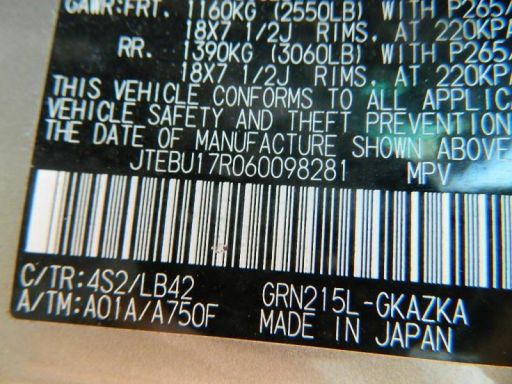 GAWR:FRT. 1160KG (2550LB) WITH P265/
18X7 1/2J RIMS, AT 220KPA
RR. 1390KG (3060LB) WITH P265/
18X7 1/2J RIMS, AT 220KPA
THIS VEHICLE CONFORMS TO ALL APPLICA
VEHICLE SAFETY AND THEFT PREVENTION
THE DATE OF MANUFACTURE SHOWN ABOVE
JTEBU17R060098281 MPV
C/TR:4S2/LB42 GRN215L-GKAZKA
A/TM:A01A/A750F MADE IN JAPAN